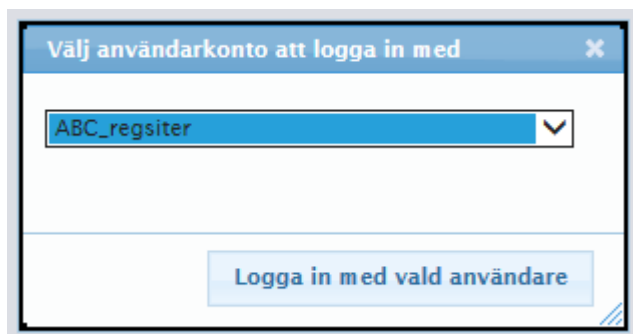 Välj användarkonto att logga in med
ABC_regsiter
Logga in med vald användare